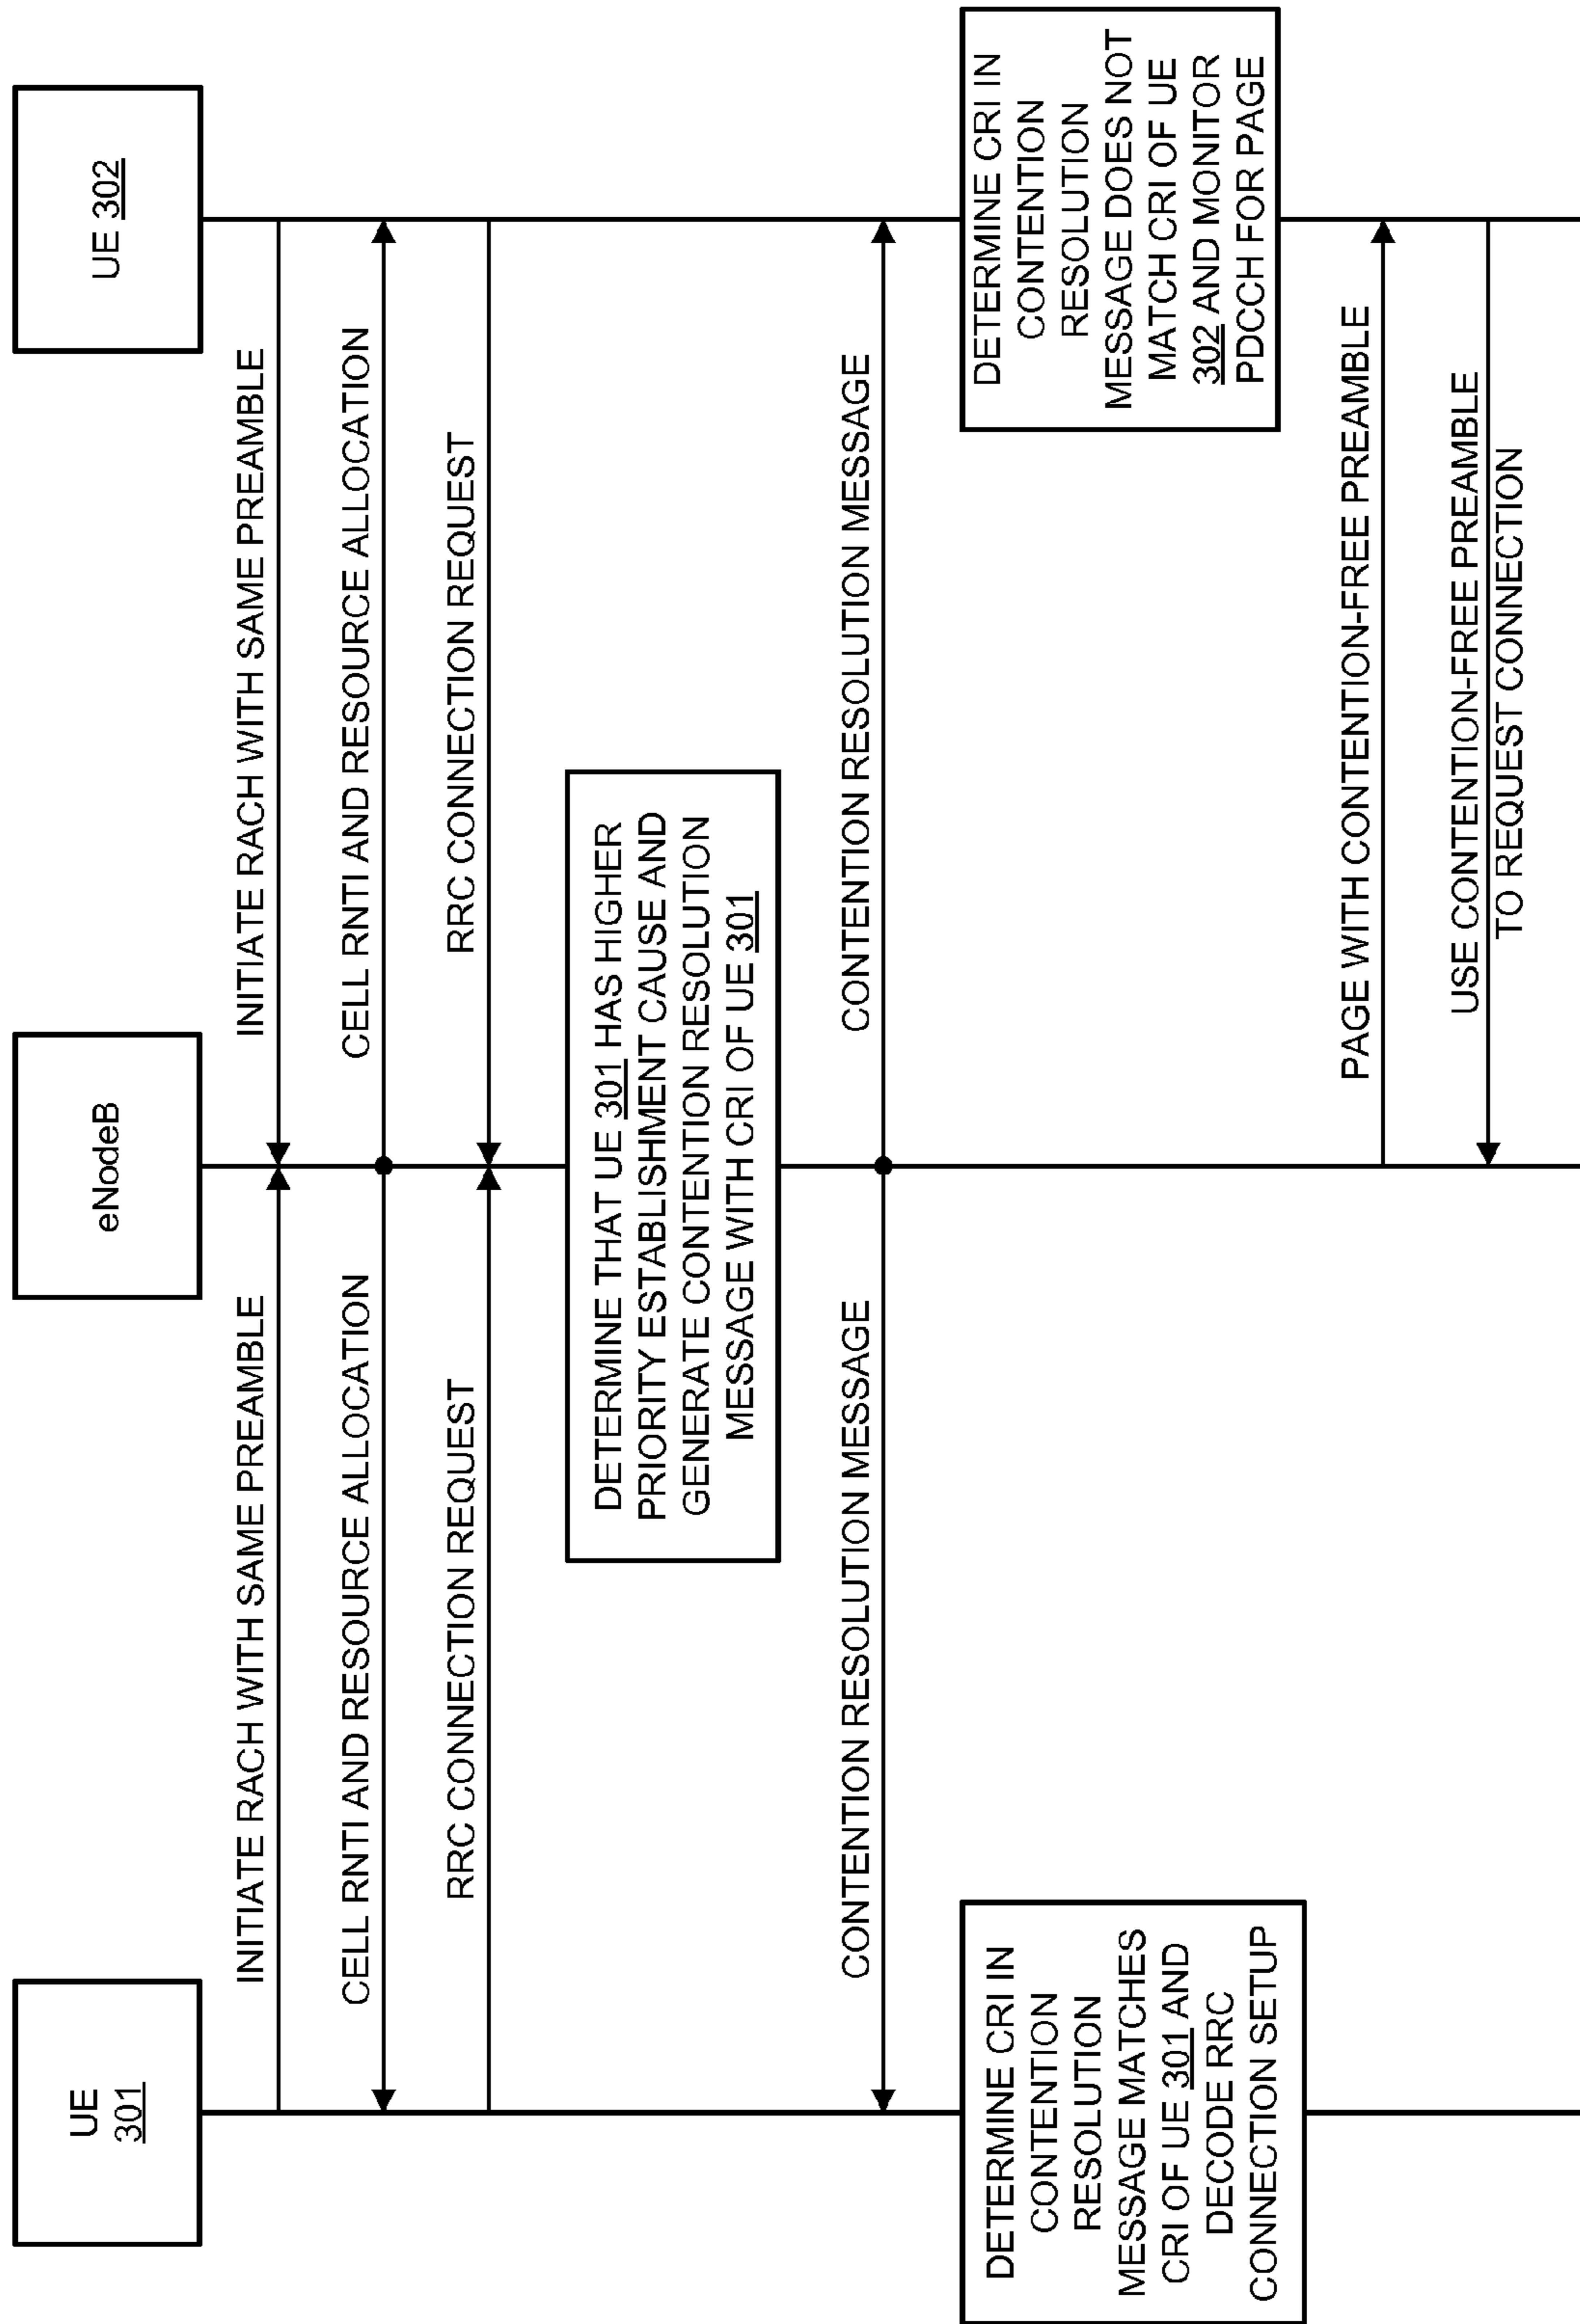 UE
301
eNodeB
UE 302
INITIATE RACH WITH SAME PREAMBLE
INITIATE RACH WITH SAME PREAMBLE
CELL RNTI AND RESOURCE ALLOCATION
CELL RNTI AND RESOURCE ALLOCATION
RRC CONNECTION REQUEST
RRC CONNECTION REQUEST
DETERMINE THAT UE 301 HAS HIGHER
PRIORITY ESTABLISHMENT CAUSE AND
GENERATE CONTENTION RESOLUTION
MESSAGE WITH CRI OF UE 301
CONTENTION RESOLUTION MESSAGE
CONTENTION RESOLUTION MESSAGE
DETERMINE CRI IN
CONTENTION
RESOLUTION
MESSAGE MATCHES
CRI OF UE 301 AND
DECODE RRC
CONNECTION SETUP
DETERMINE CRI IN
CONTENTION
RESOLUTION
MESSAGE DOES NOT
MATCH CRI OF UE
302 AND MONITOR
PDCCH FOR PAGE
PAGE WITH CONTENTION-FREE PREAMBLE
USE CONTENTION-FREE PREAMBLE
TO REQUEST CONNECTION